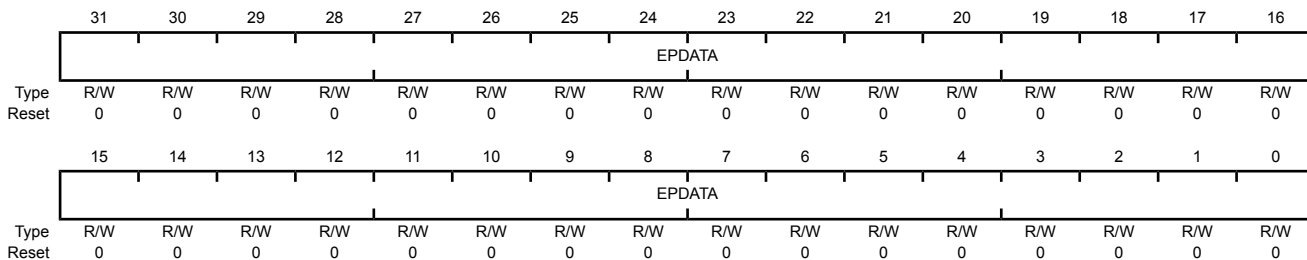 31 30 29 28 27 26 25 24 23 22 21 20 19 18 17 16
EPDATA
Type R/W R/W R/W R/W R/W R/W R/W R/W R/W R/W R/W R/W R/W R/W R/W R/W
Reset 0 0 0 0 0 0 0 0 0 0 0 0 0 0 0 0
15 14 13 12 11 10 9 8 7 6 5 4 3 2 1 0
EPDATA
Type R/W R/W R/W R/W R/W R/W R/W R/W R/W R/W R/W R/W R/W R/W R/W R/W
Reset 0 0 0 0 0 0 0 0 0 0 0 0 0 0 0 0